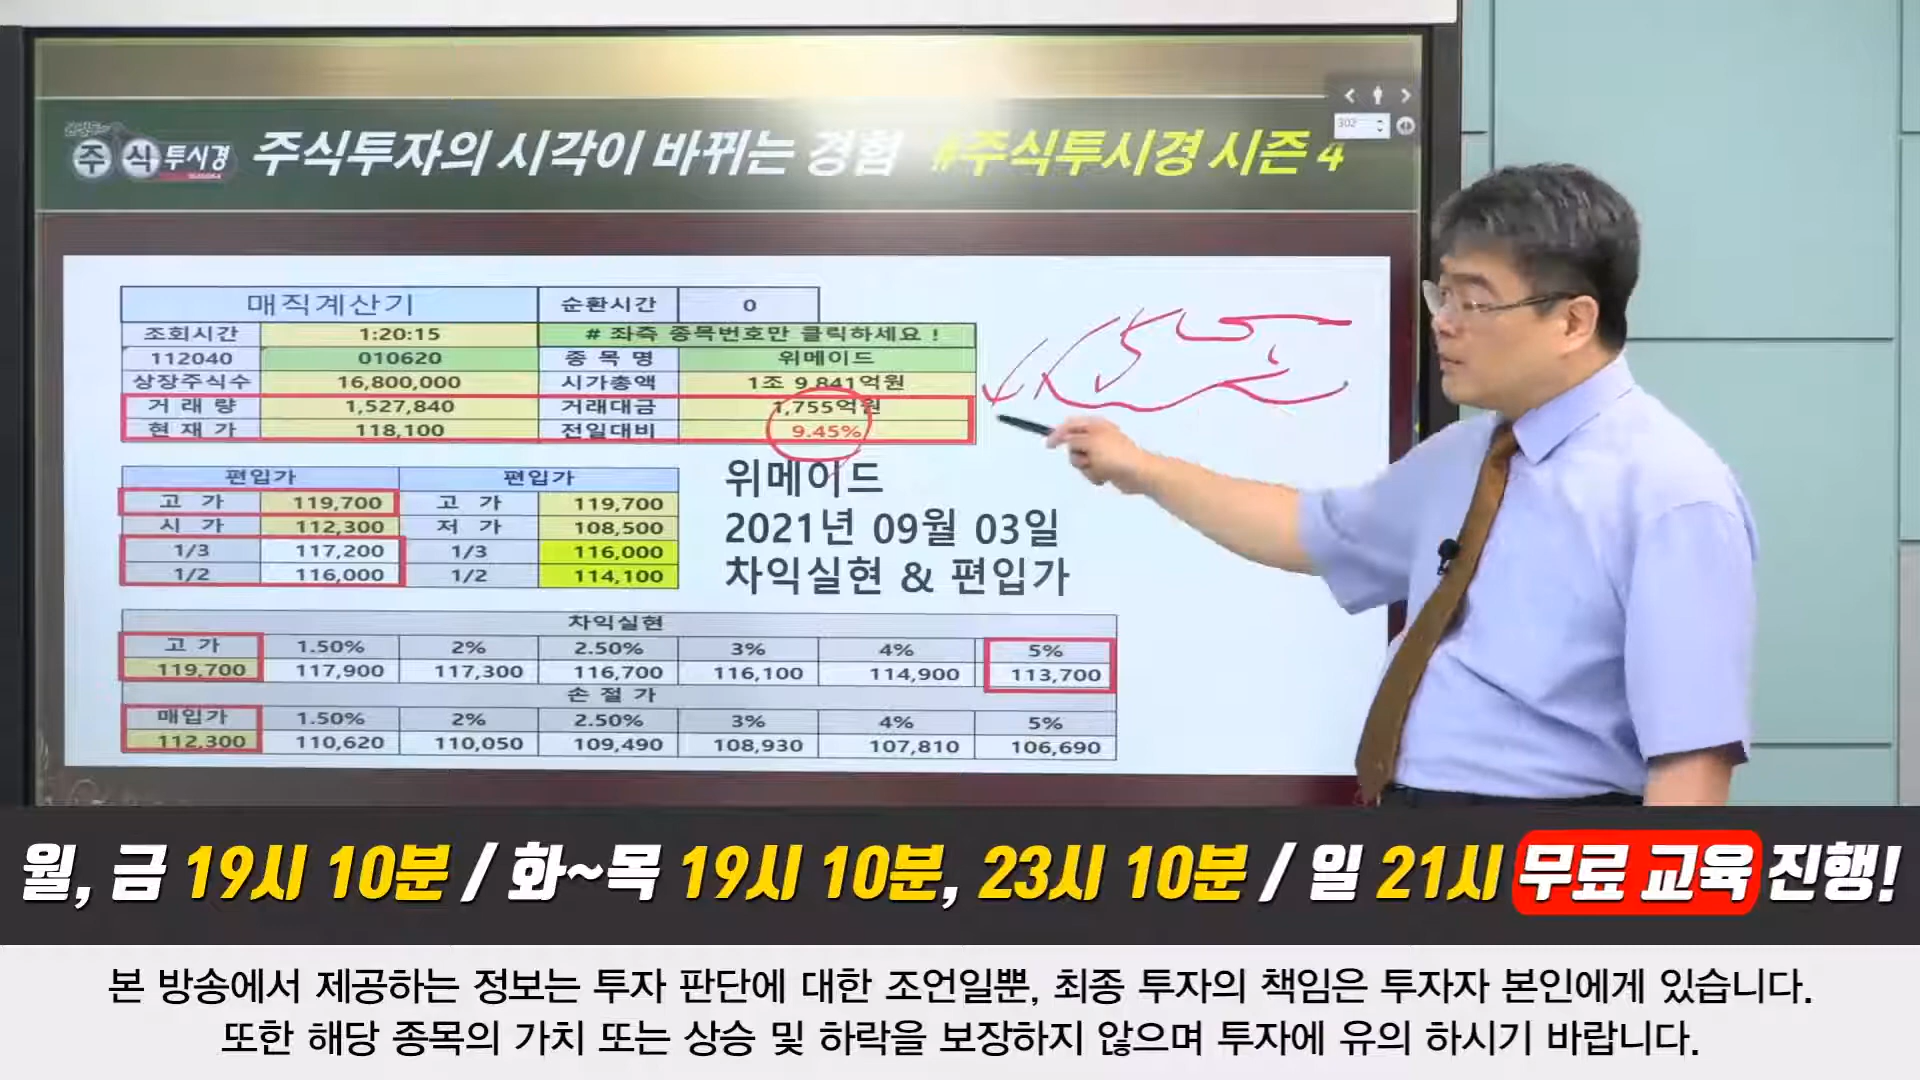 주식투시경 주식투자의 시각이 바뀌는 경험 #주식투시경 시즌 4
302
매직계산기 순환시간 0
조회시간 1:20:15 # 좌측 종목번호만 클릭하세요 !
112040 010620 종 목 명 위메이드
상장주식수 16,800,000 시가총액 1조 9,841억원
거 래 량 1,527,840 거래대금 1,755억원
현 재 가 118,100 전일대비 9.45%
편입가 편입가
고 가 119,700 고 가 119,700
시 가 112,300 저 가 108,500
1/3 117,200 1/3 116,000
1/2 116,000 1/2 114,100
위메이드
2021년 09월 03일
차익실현 & 편입가
차익실현
고 가 1.50% 2% 2.50% 3% 4% 5%
119,700 117,900 117,300 116,700 116,100 114,900 113,700
손 절 가
매입가 1.50% 2% 2.50% 3% 4% 5%
112,300 110,620 110,050 109,490 108,930 107,810 106,690
월, 금 19시 10분 / 화~목 19시 10분, 23시 10분 / 일 21시 무료 교육 진행!
본 방송에서 제공하는 정보는 투자 판단에 대한 조언일뿐, 최종 투자의 책임은 투자자 본인에게 있습니다.
또한 해당 종목의 가치 또는 상승 및 하락을 보장하지 않으며 투자에 유의 하시기 바랍니다.